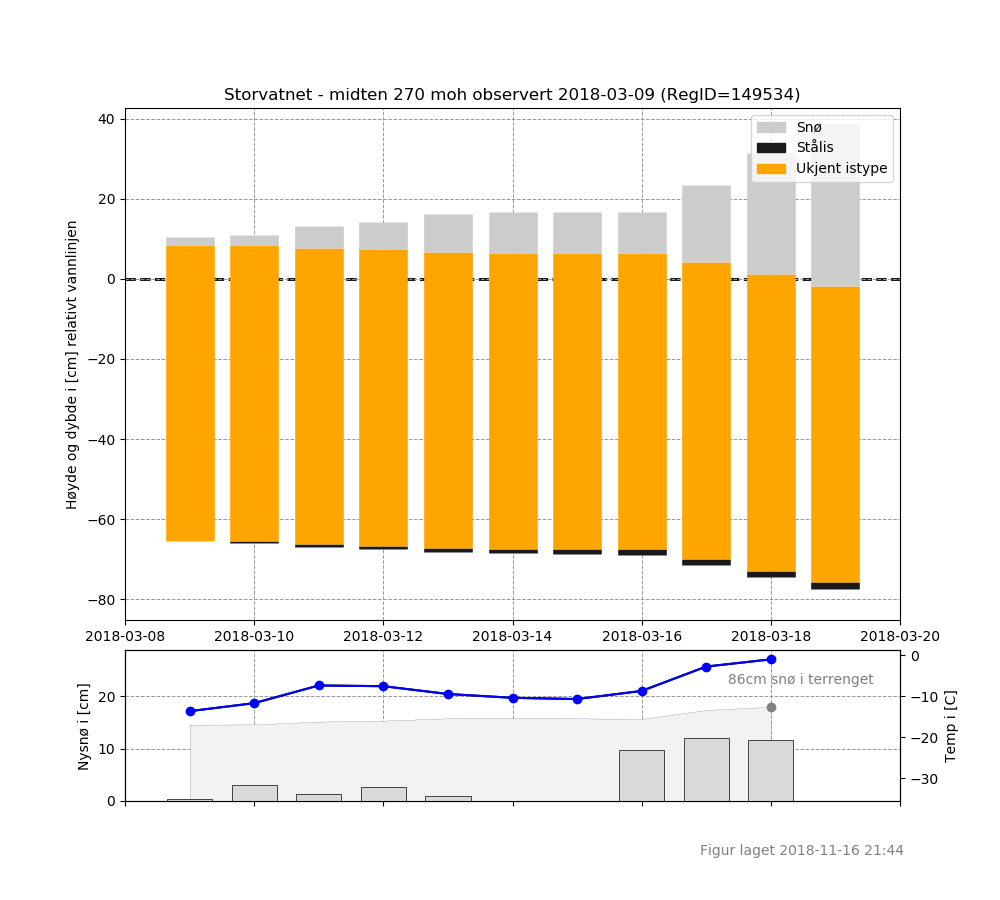 Storvatnet - midten 270 moh observert 2018-03-09 (RegID=149534)
Snø
Stålis
Ukjent istype
Høyde og dybde i [cm] relativt vannlinjen
40
20
0
−20
−40
−60
−80
2018-03-08 2018-03-10 2018-03-12 2018-03-14 2018-03-16 2018-03-18 2018-03-20
Nysnø i [cm]
20
10
0
86cm snø i terrenget
0
−10
−20
−30
Temp i [C]
Figur laget 2018-11-16 21:44